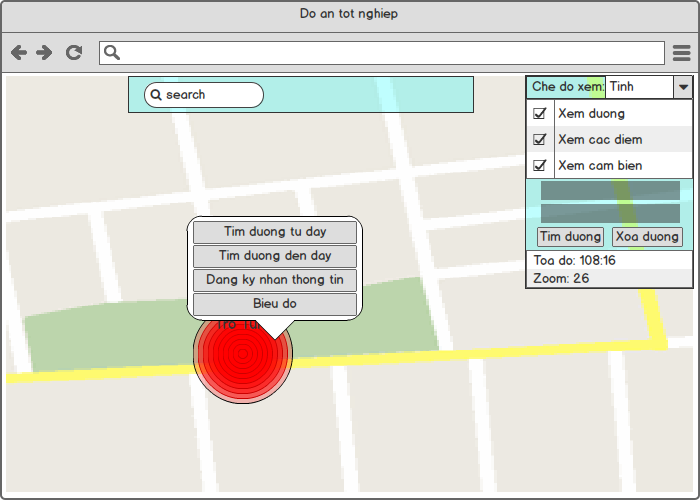 Do an tot nghiep
search
Che do xem: Tinh
Xem duong
Xem cac diem
Xem cam bien
Tim duong Xoa duong
Toa do: 108:16
Zoom: 26
Tim duong tu day
Tim duong den day
Dang ky nhan thong tin
Bieu do
Tro